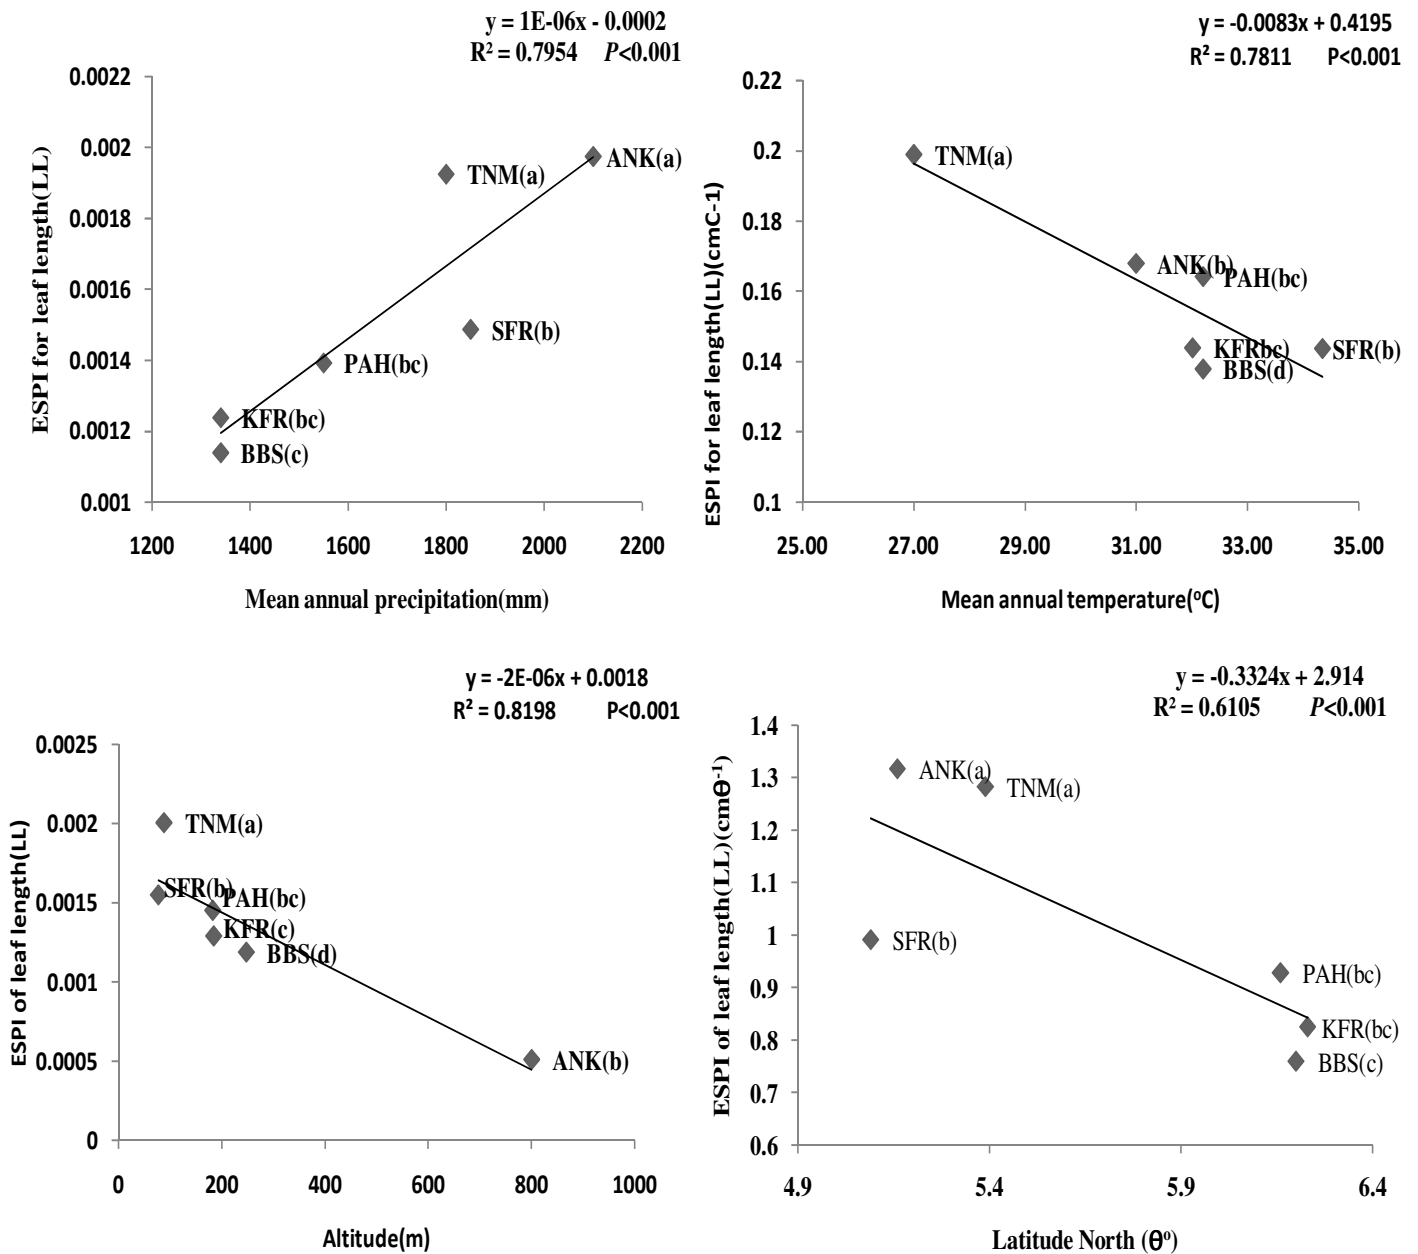 y = 1E-06x - 0.0002
R² = 0.7954 P<0.001
0.0022
0.002
0.0018
0.0016
0.0014
0.0012
0.001
ESPI for leaf length(LL)
ANK(a)
TNM(a)
SFR(b)
PAH(bc)
KFR(bc)
BBS(c)
1200 1400 1600 1800 2000 2200
Mean annual precipitation(mm)
y = -0.0083x + 0.4195
R² = 0.7811 P<0.001
0.22
0.2
0.18
0.16
0.14
0.12
0.1
ESPI for leaf length(LL)(cmC-1)
TNM(a)
ANK(b)
PAH(bc)
KFRbc)
SFR(b)
BBS(d)
25.00 27.00 29.00 31.00 33.00 35.00
Mean annual temperature(°C)
y = -2E-06x + 0.0018
R² = 0.8198 P<0.001
0.0025
0.002
0.0015
0.001
0.0005
0
ESPI of leaf length(LL)
TNM(a)
SFR(b)
PAH(bc)
KFR(c)
BBS(d)
ANK(b)
0 200 400 600 800 1000
Altitude(m)
y = -0.3324x + 2.914
R² = 0.6105 P<0.001
1.4
1.3
1.2
1.1
1
0.9
0.8
0.7
0.6
ESPI of leaf length(LL)(cmΘ⁻¹)
ANK(a)
TNM(a)
SFR(b)
PAH(bc)
KFR(bc)
BBS(c)
4.9 5.4 5.9 6.4
Latitude North (θ°)